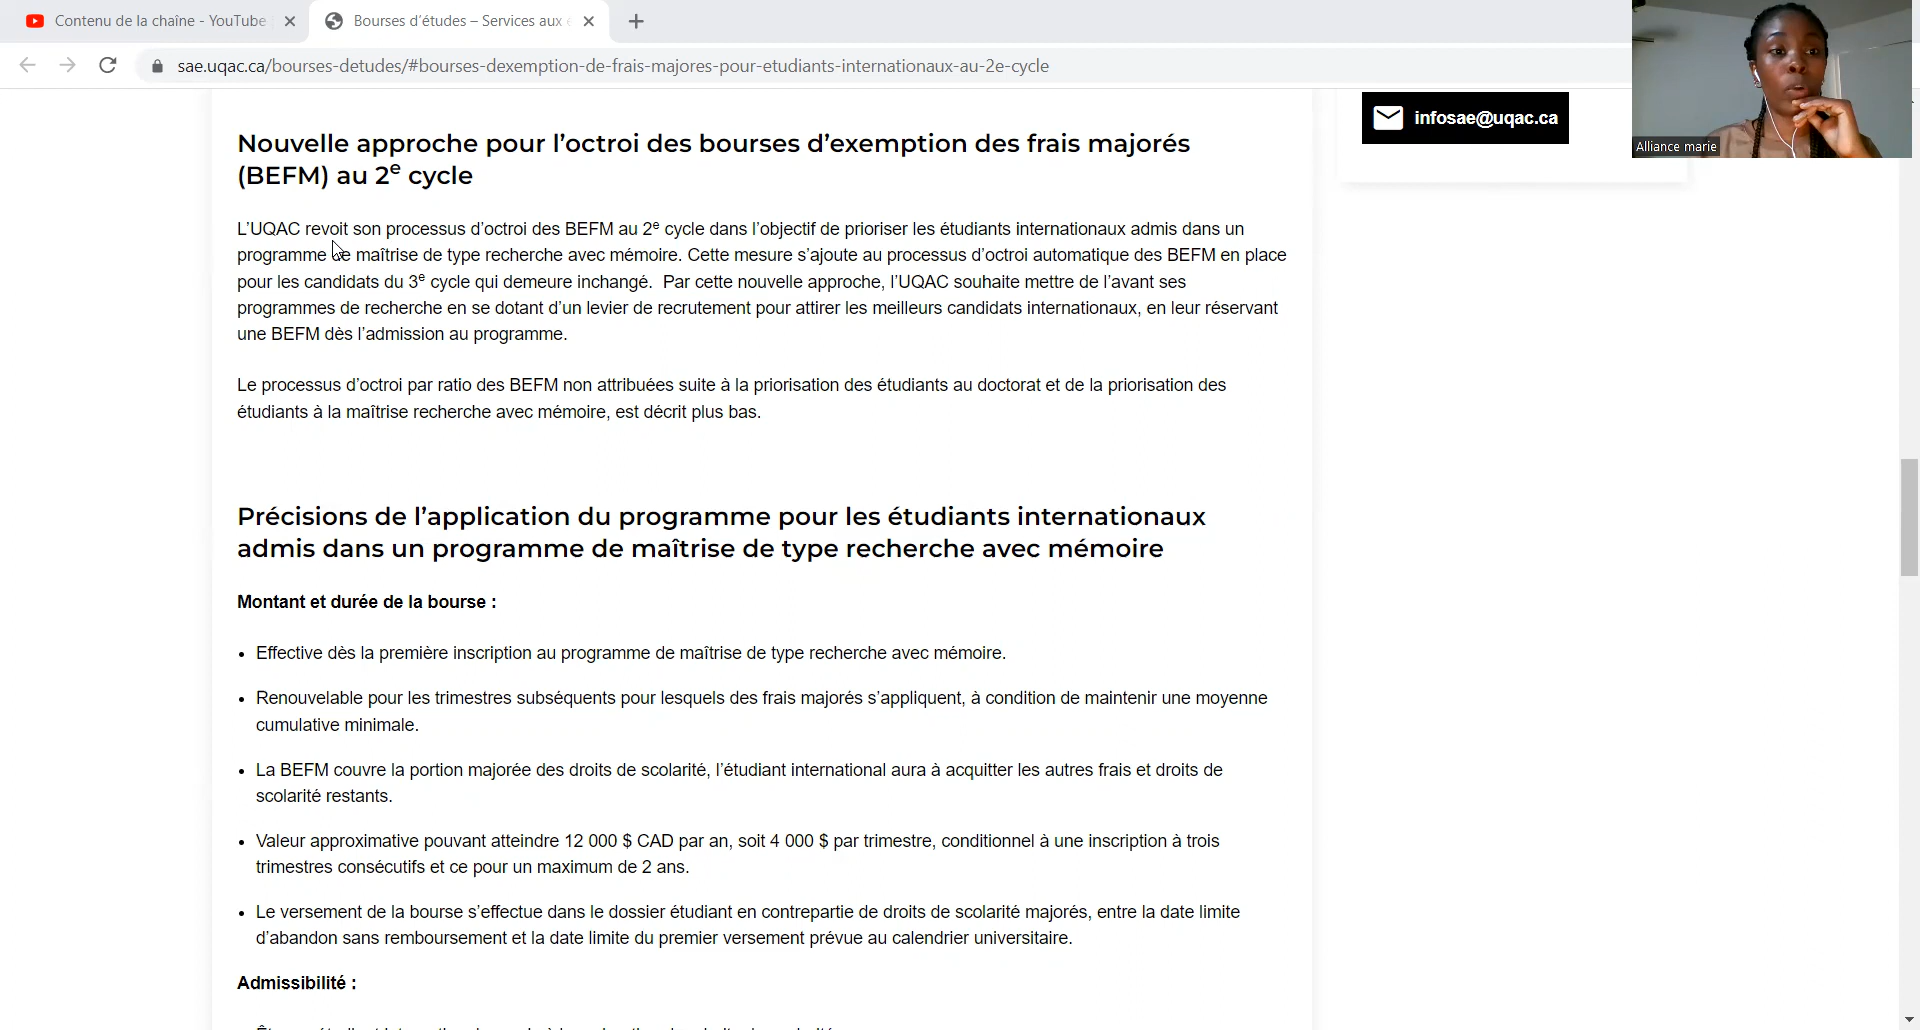 Contenu de la chaîne - YouTube
Bourses d'études – Services aux é
sae.uqac.ca/bourses-detudes/#bourses-dexemption-de-frais-majores-pour-etudiants-internationaux-au-2e-cycle
infosae@uqac.ca
Alliance marie
Nouvelle approche pour l'octroi des bourses d'exemption des frais majorés
(BEFM) au 2e cycle
L'UQAC revoit son processus d'octroi des BEFM au 2e cycle dans l'objectif de prioriser les étudiants internationaux admis dans un
programme de maîtrise de type recherche avec mémoire. Cette mesure s'ajoute au processus d'octroi automatique des BEFM en place
pour les candidats du 3e cycle qui demeure inchangé. Par cette nouvelle approche, l'UQAC souhaite mettre de l'avant ses
programmes de recherche en se dotant d'un levier de recrutement pour attirer les meilleurs candidats internationaux, en leur réservant
une BEFM dès l'admission au programme.
Le processus d'octroi par ratio des BEFM non attribuées suite à la priorisation des étudiants au doctorat et de la priorisation des
étudiants à la maîtrise recherche avec mémoire, est décrit plus bas.
Précisions de l'application du programme pour les étudiants internationaux
admis dans un programme de maîtrise de type recherche avec mémoire
Montant et durée de la bourse :
• Effective dès la première inscription au programme de maîtrise de type recherche avec mémoire.
• Renouvelable pour les trimestres subséquents pour lesquels des frais majorés s'appliquent, à condition de maintenir une moyenne
cumulative minimale.
• La BEFM couvre la portion majorée des droits de scolarité, l'étudiant international aura à acquitter les autres frais et droits de
scolarité restants.
• Valeur approximative pouvant atteindre 12 000 $ CAD par an, soit 4 000 $ par trimestre, conditionnel à une inscription à trois
trimestres consécutifs et ce pour un maximum de 2 ans.
• Le versement de la bourse s'effectue dans le dossier étudiant en contrepartie de droits de scolarité majorés, entre la date limite
d'abandon sans remboursement et la date limite du premier versement prévue au calendrier universitaire.
Admissibilité :